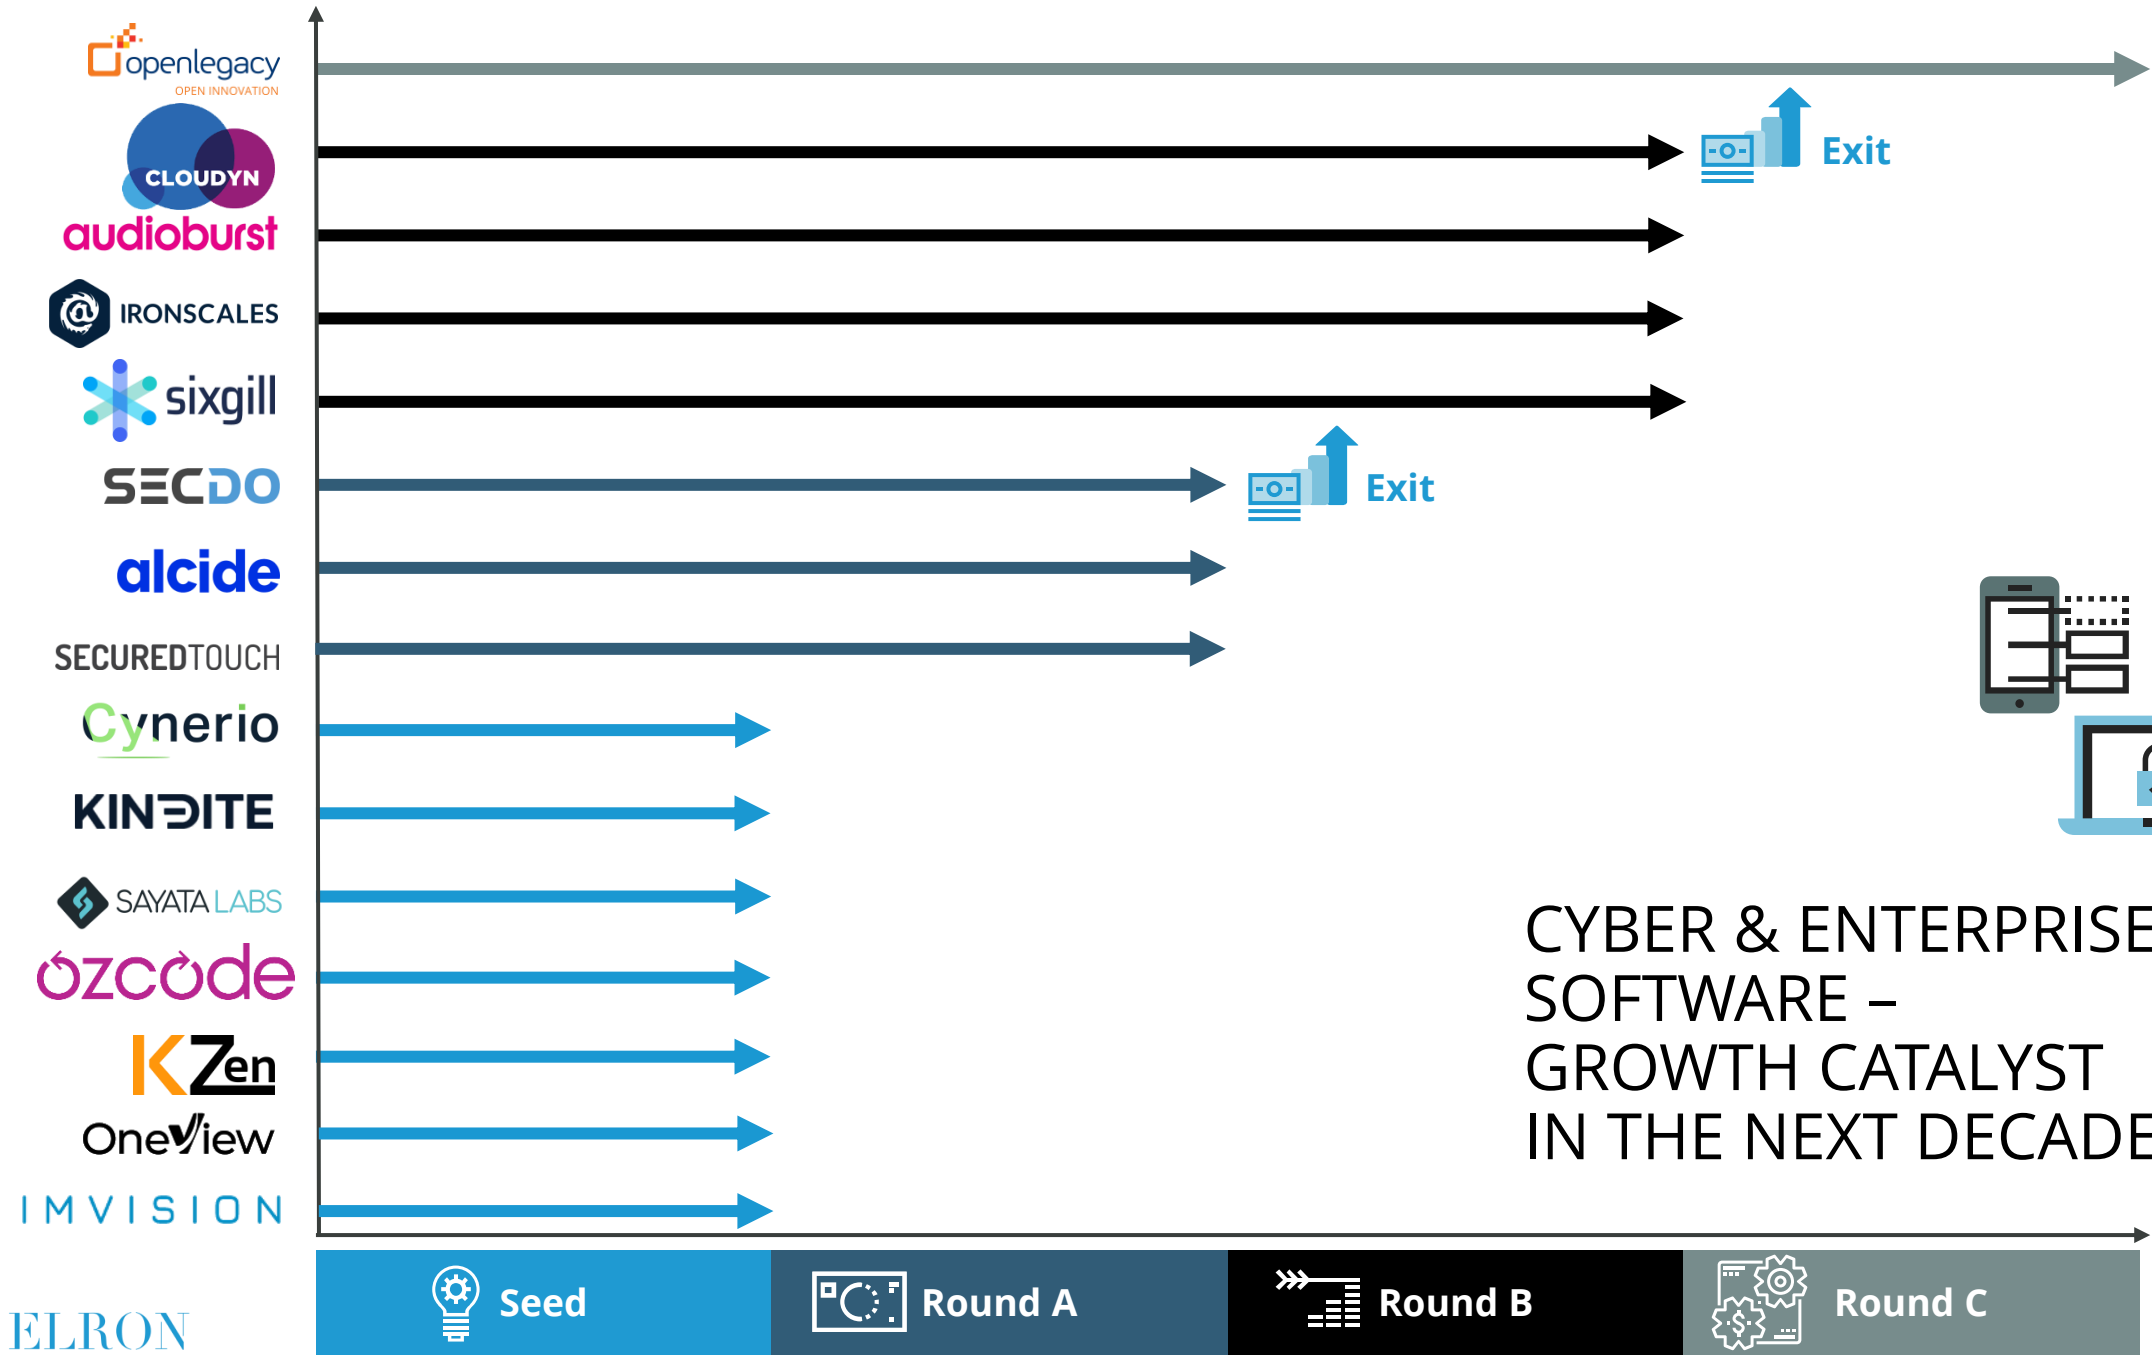 openlegacy
OPEN INNOVATION
CLOUDYN
Exit
audioburst
IRONSCALES
sixgill
SECDO
Exit
alcide
SECUREDTOUCH
Cynerio
KINDITE
SAYATA LABS
CYBER & ENTERPRISE
SOFTWARE –
GROWTH CATALYST
IN THE NEXT DECADE
ozcode
KZen
OneView
IMVISION
Seed
Round A
Round B
Round C
ELRON